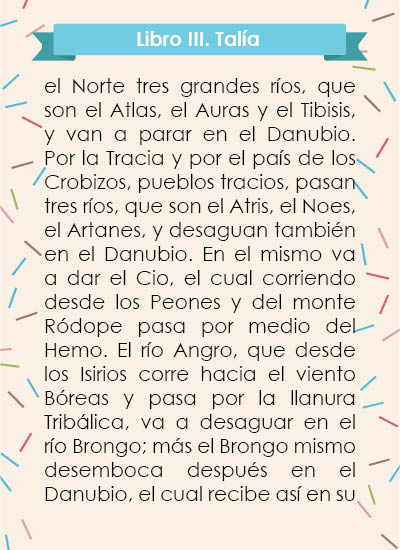 Libro III. Talía
el Norte tres grandes ríos, que
son el Atlas, el Auras y el Tibisis,
y van a parar en el Danubio.
Por la Tracia y por el país de los
Crobizos, pueblos tracios, pasan
tres ríos, que son el Atris, el Noes,
el Artanes, y desaguan también
en el Danubio. En el mismo va
a dar el Cio, el cual corriendo
desde los Peones y del monte
Ródope pasa por medio del
Hemo. El río Angro, que desde
los Isirios corre hacia el viento
Bóreas y pasa por la llanura
Tribálica, va a desaguar en el
río Brongo; más el Brongo mismo
desemboca después en el
Danubio, el cual recibe así en su